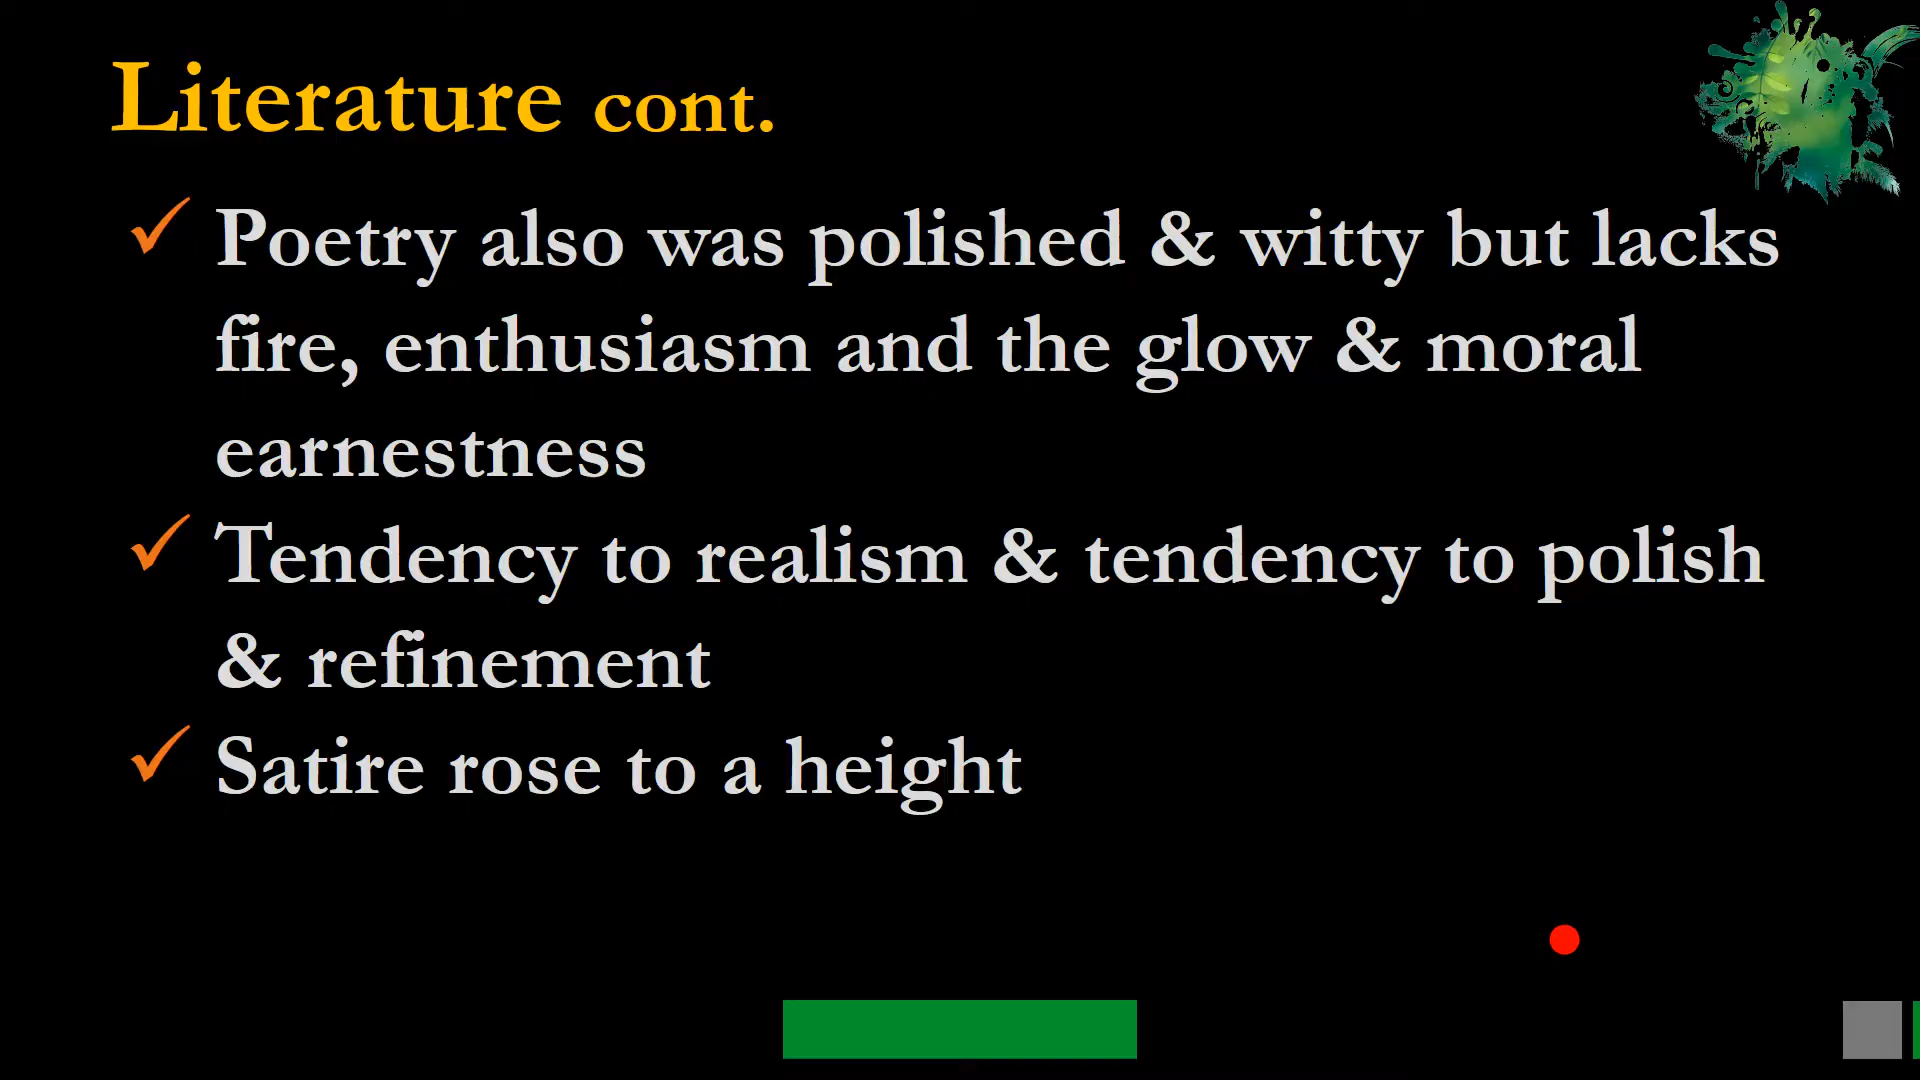 Literature cont.
✓ Poetry also was polished & witty but lacks
fire, enthusiasm and the glow & moral
earnestness
✓ Tendency to realism & tendency to polish
& refinement
✓ Satire rose to a height